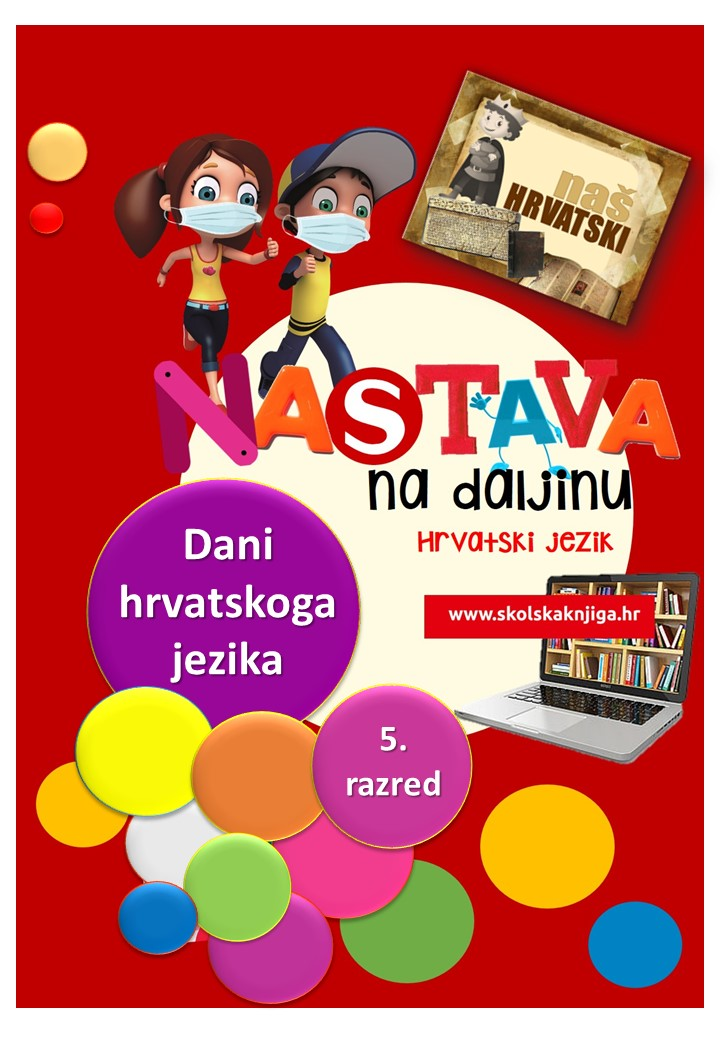 naš
HRVATSKI
NASTAVA
na daljinu
Hrvatski jezik
www.skolskaknjiga.hr
Dani
hrvatskoga
jezika
5.
razred